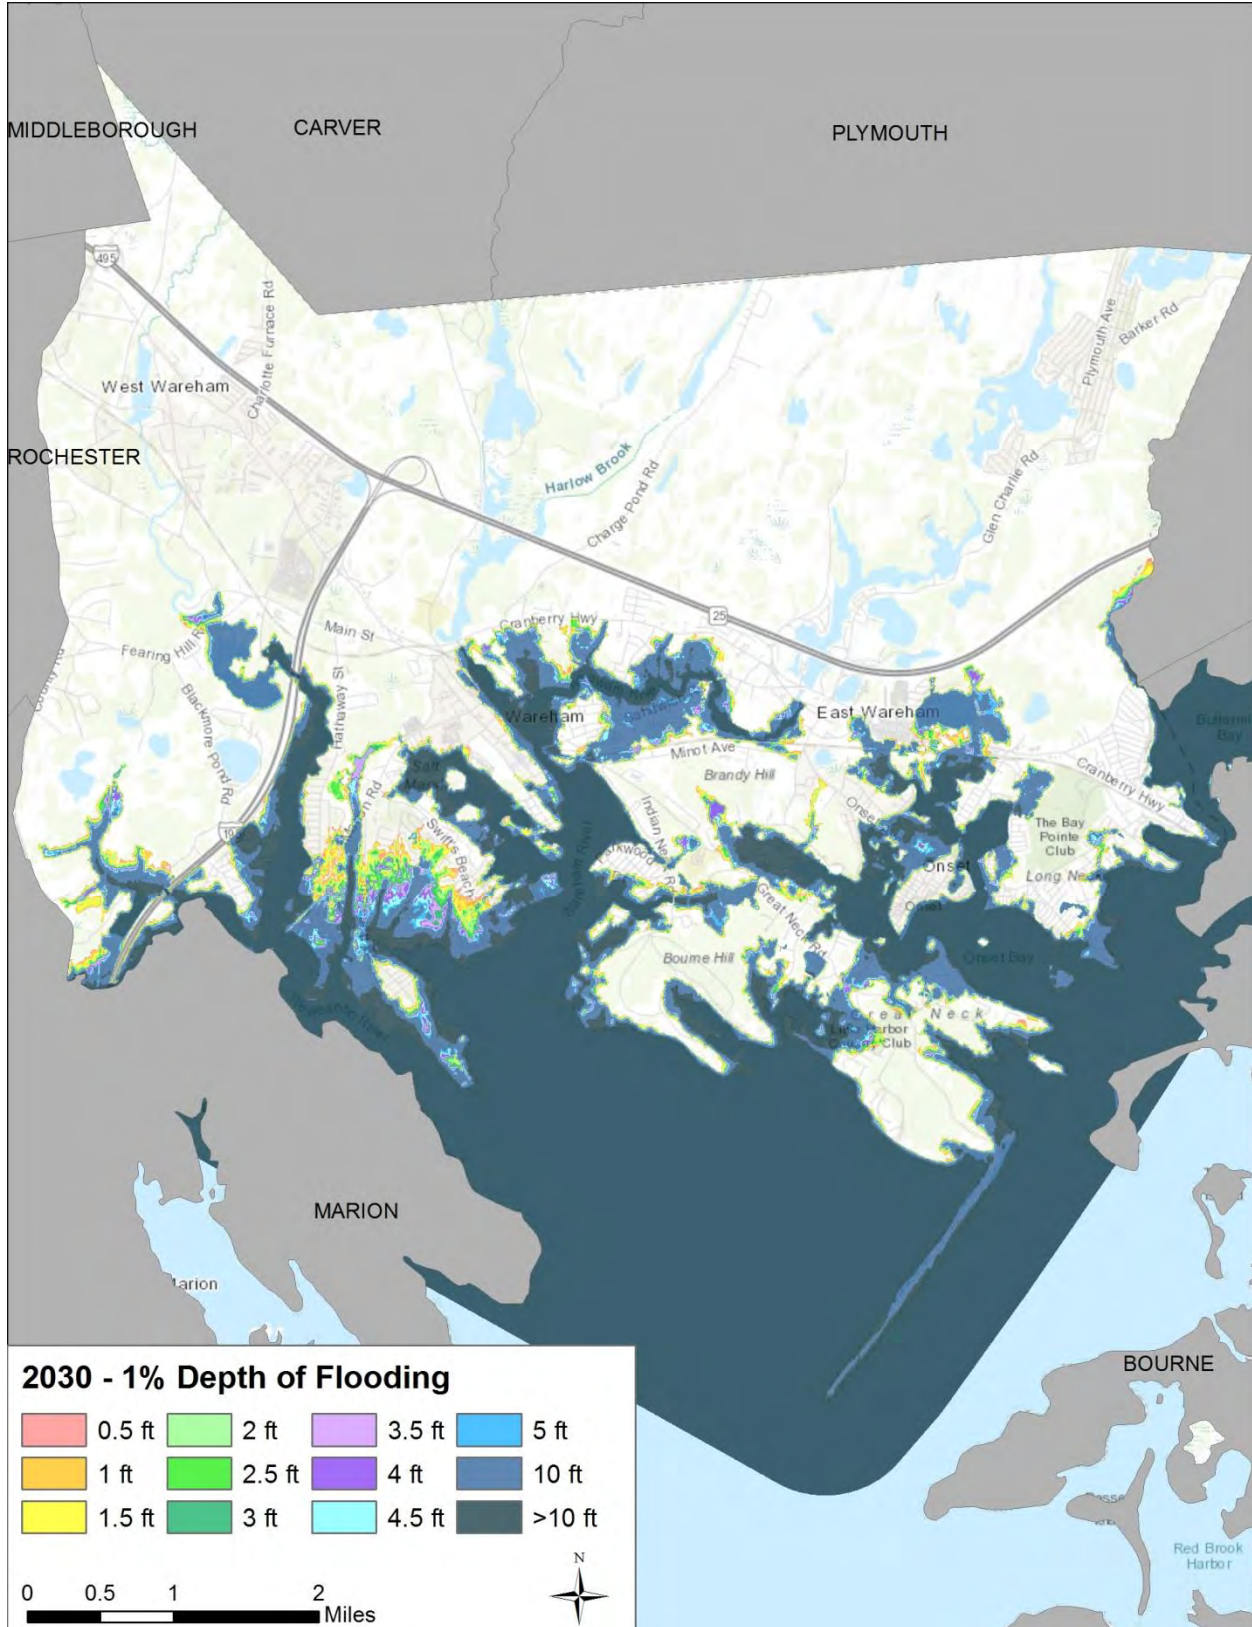 MIDDLEBOROUGH
CARVER
PLYMOUTH
495
Charlotte Furnace Rd
Plymouth Ave
Barker Rd
West Wareham
ROCHESTER
Harlow Brook
Charge Pond Rd
Glen Charlie Rd
25
Cranberry Hwy
Main St
Fearing Hill R
Hathaway St
Blackmore Pond Rd
Wareham
East Wareham
Minot Ave
Brandy Hill
Cranberry Hwy
Salt
Swifts Beach
Indian Neck Rd
The Bay
Pointe
Club
Onset
Long Neck
195
Great Neck Rd
Bourne Hill
Onset Bay
Great Neck
MARION
BOURNE
Red Brook
Harbor
2030 - 1% Depth of Flooding
0.5 ft 2 ft 3.5 ft 5 ft
1 ft 2.5 ft 4 ft 10 ft
1.5 ft 3 ft 4.5 ft >10 ft
N
0 0.5 1 2
Miles